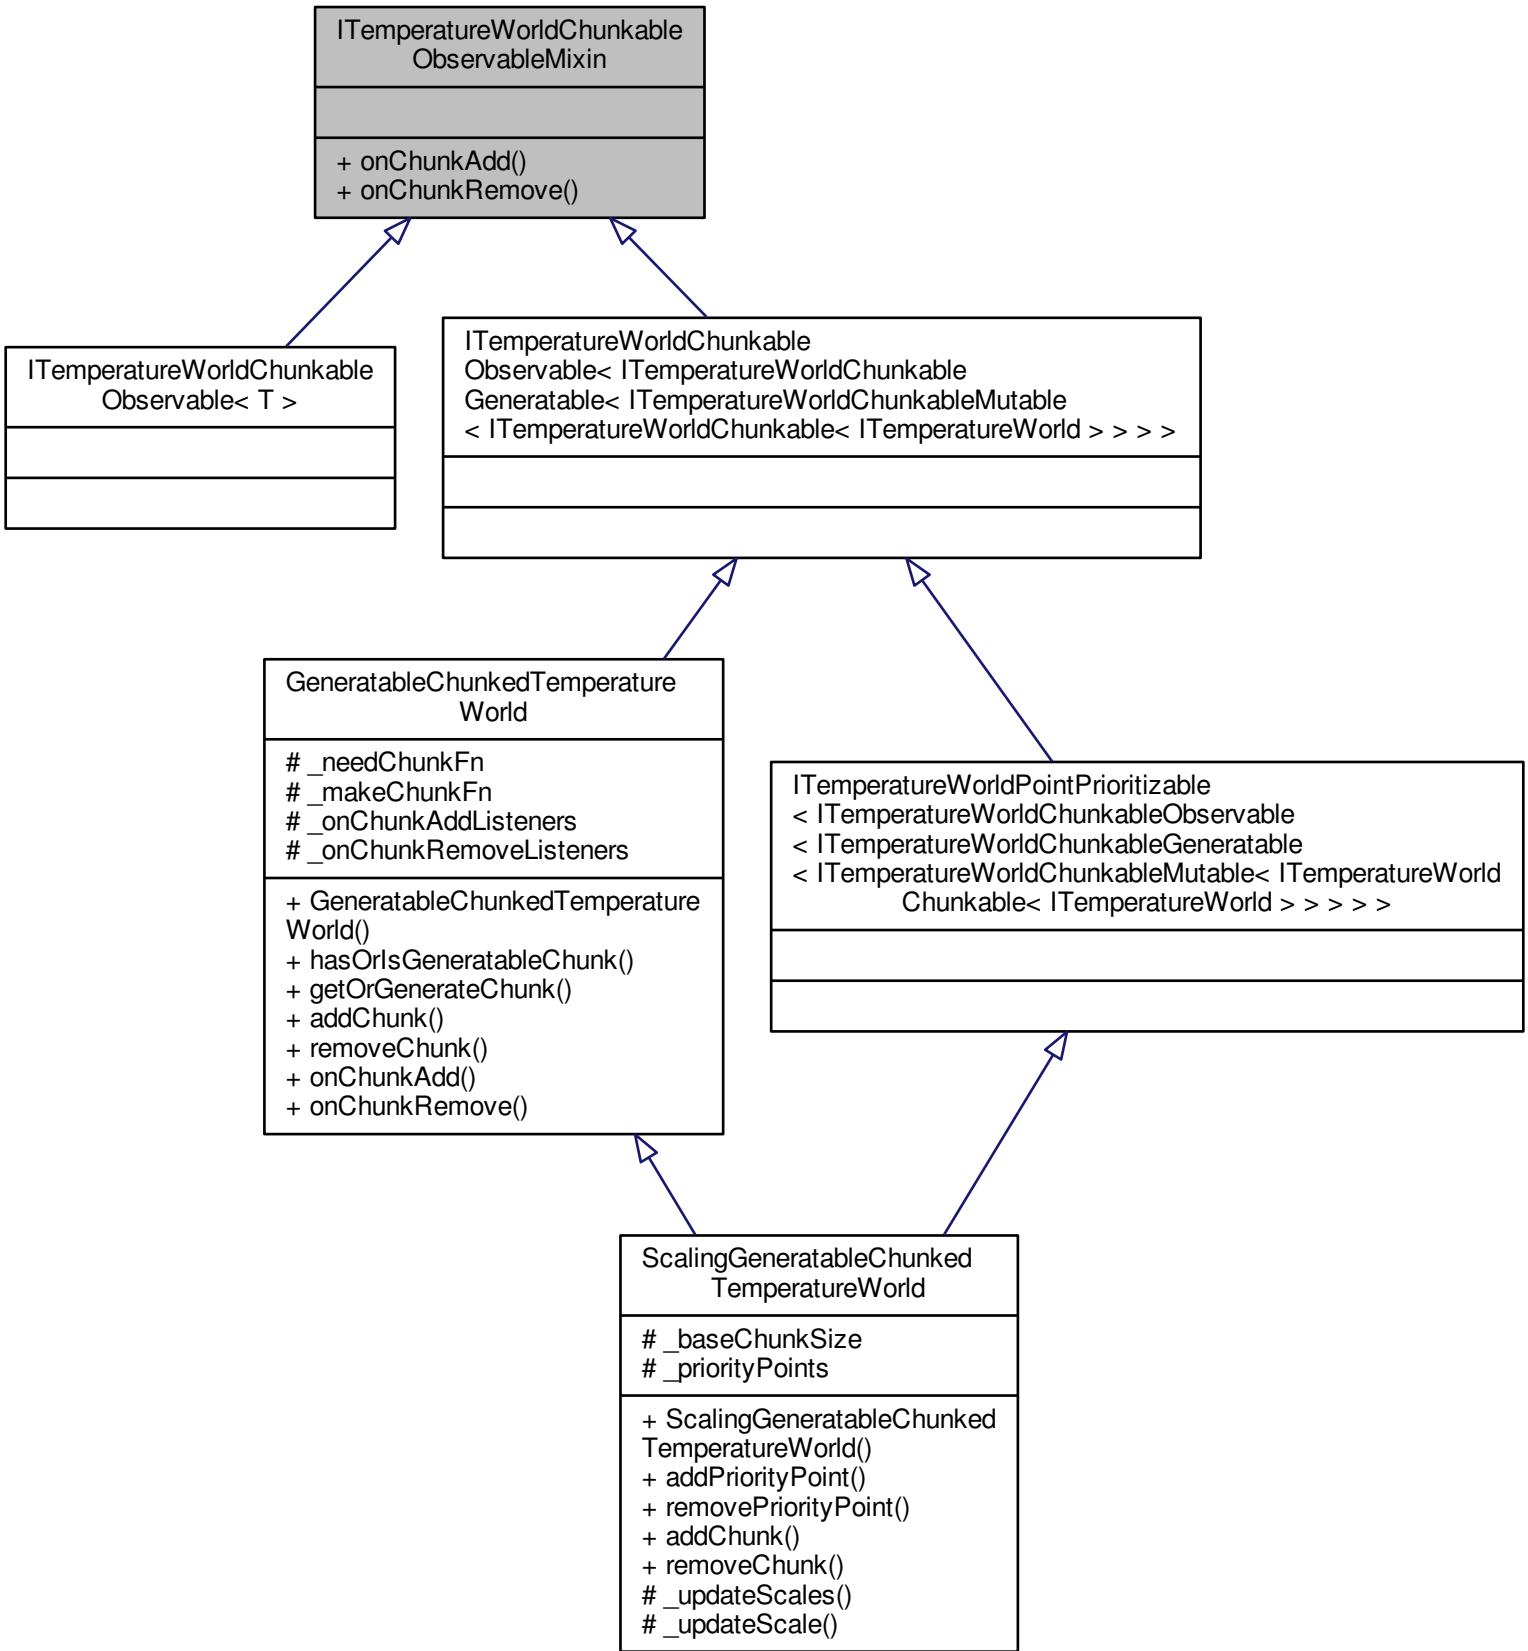 ITemperatureWorldChunkable
ObservableMixin
+ onChunkAdd()
+ onChunkRemove()
ITemperatureWorldChunkable
Observable< T >
ITemperatureWorldChunkable
Observable< ITemperatureWorldChunkable
Generatable< ITemperatureWorldChunkableMutable
< ITemperatureWorldChunkable< ITemperatureWorld > > > >
GeneratableChunkedTemperature
World
# _needChunkFn
# _makeChunkFn
# _onChunkAddListeners
# _onChunkRemoveListeners
+ GeneratableChunkedTemperature
World()
+ hasOrIsGeneratableChunk()
+ getOrGenerateChunk()
+ addChunk()
+ removeChunk()
+ onChunkAdd()
+ onChunkRemove()
ITemperatureWorldPointPrioritizable
< ITemperatureWorldChunkableObservable
< ITemperatureWorldChunkableGeneratable
< ITemperatureWorldChunkableMutable< ITemperatureWorld
Chunkable< ITemperatureWorld > > > > >
ScalingGeneratableChunked
TemperatureWorld
# _baseChunkSize
# _priorityPoints
+ ScalingGeneratableChunked
TemperatureWorld()
+ addPriorityPoint()
+ removePriorityPoint()
+ addChunk()
+ removeChunk()
# _updateScales()
# _updateScale()